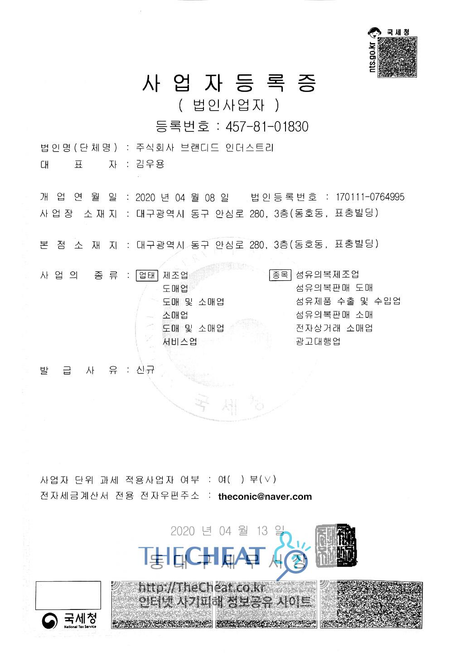 국세청
nts.go.kr
사업자등록증
( 법인사업자 )
등록번호 : 457-81-01830
법인명(단체명) : 주식회사 브랜디드 인더스트리
대 표 자 : 김우용
개 업 연 월 일 : 2020 년 04 월 08 일 법인등록번호 : 170111-0764995
사업장 소재지 : 대구광역시 동구 안심로 280, 3층(동호동, 표충빌딩)
본 점 소 재 지 : 대구광역시 동구 안심로 280, 3층(동호동, 표충빌딩)
사 업 의 종 류 : 업태 제조업 종목 섬유의복제조업
도매업 섬유의복판매 도매
도매 및 소매업 섬유제품 수출 및 수입업
소매업 섬유의복판매 소매
도매 및 소매업 전자상거래 소매업
서비스업 광고대행업
발 급 사 유 : 신규
국세청
사업자 단위 과세 적용사업자 여부 : 여( ) 부(∨)
전자세금계산서 전용 전자우편주소 : theconic@naver.com
2020 년 04 월 13 일
동대구세무서장
THECHEAT
http://TheCheat.co.kr
인터넷 사기피해 정보공유 사이트
국세청
National Tax Service